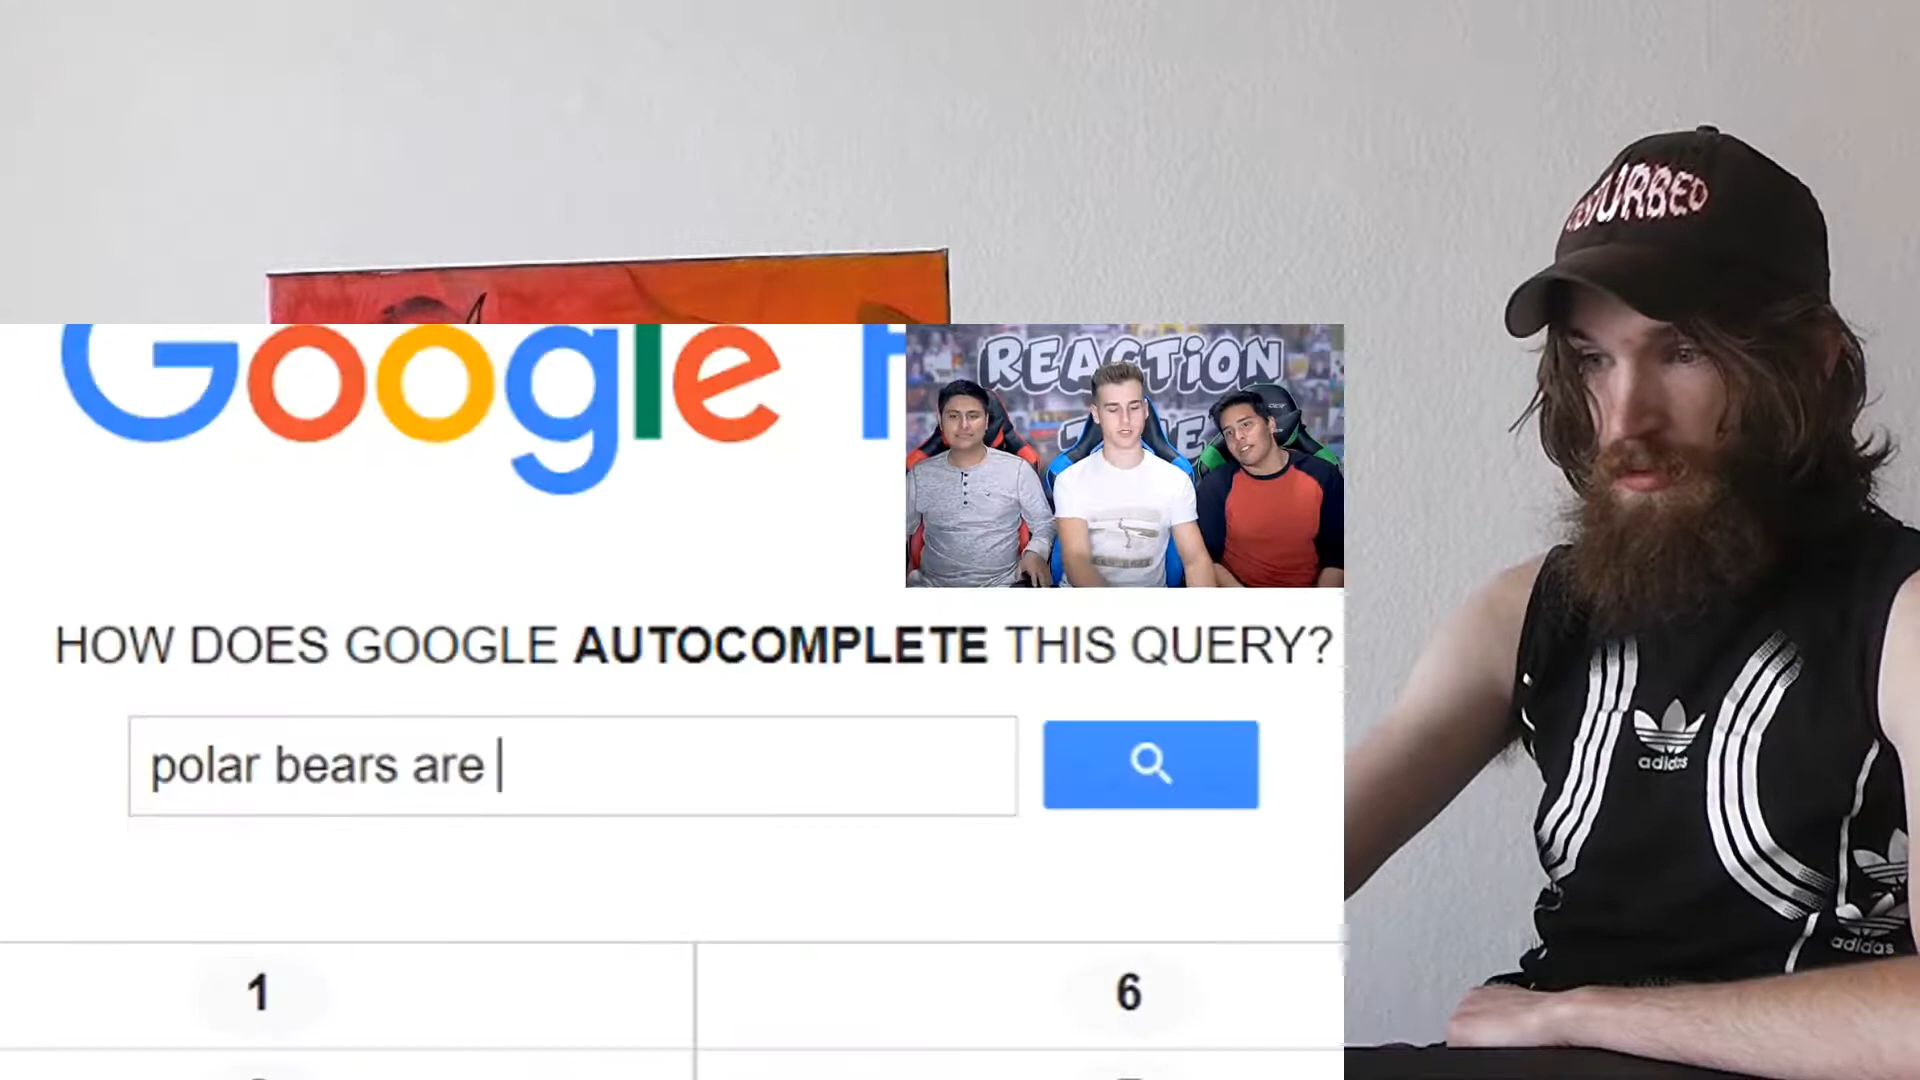 Google F
REACTION
HOW DOES GOOGLE AUTOCOMPLETE THIS QUERY?
polar bears are
1
6
adidas
adidas